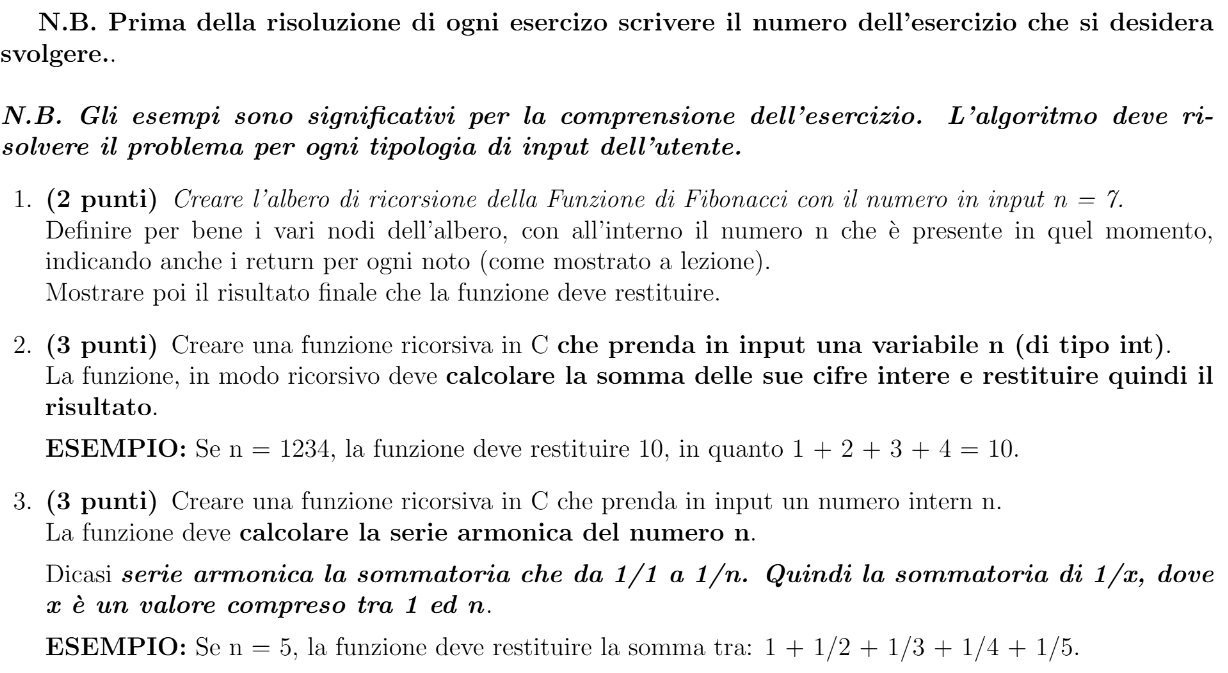 N.B. Prima della risoluzione di ogni esercizo scrivere il numero dell'esercizio che si desidera
svolgere..
N.B. Gli esempi sono significativi per la comprensione dell'esercizio. L'algoritmo deve ri-
solvere il problema per ogni tipologia di input dell'utente.
1. (2 punti) Creare l'albero di ricorsione della Funzione di Fibonacci con il numero in input n = 7.
Definire per bene i vari nodi dell'albero, con all'interno il numero n che è presente in quel momento,
indicando anche i return per ogni noto (come mostrato a lezione).
Mostrare poi il risultato finale che la funzione deve restituire.
2. (3 punti) Creare una funzione ricorsiva in C che prenda in input una variabile n (di tipo int).
La funzione, in modo ricorsivo deve calcolare la somma delle sue cifre intere e restituire quindi il
risultato.
ESEMPIO: Se n = 1234, la funzione deve restituire 10, in quanto 1 + 2 + 3 + 4 = 10.
3. (3 punti) Creare una funzione ricorsiva in C che prenda in input un numero intern n.
La funzione deve calcolare la serie armonica del numero n.
Dicasi serie armonica la sommatoria che da 1/1 a 1/n. Quindi la sommatoria di 1/x, dove
x è un valore compreso tra 1 ed n.
ESEMPIO: Se n = 5, la funzione deve restituire la somma tra: 1 + 1/2 + 1/3 + 1/4 + 1/5.